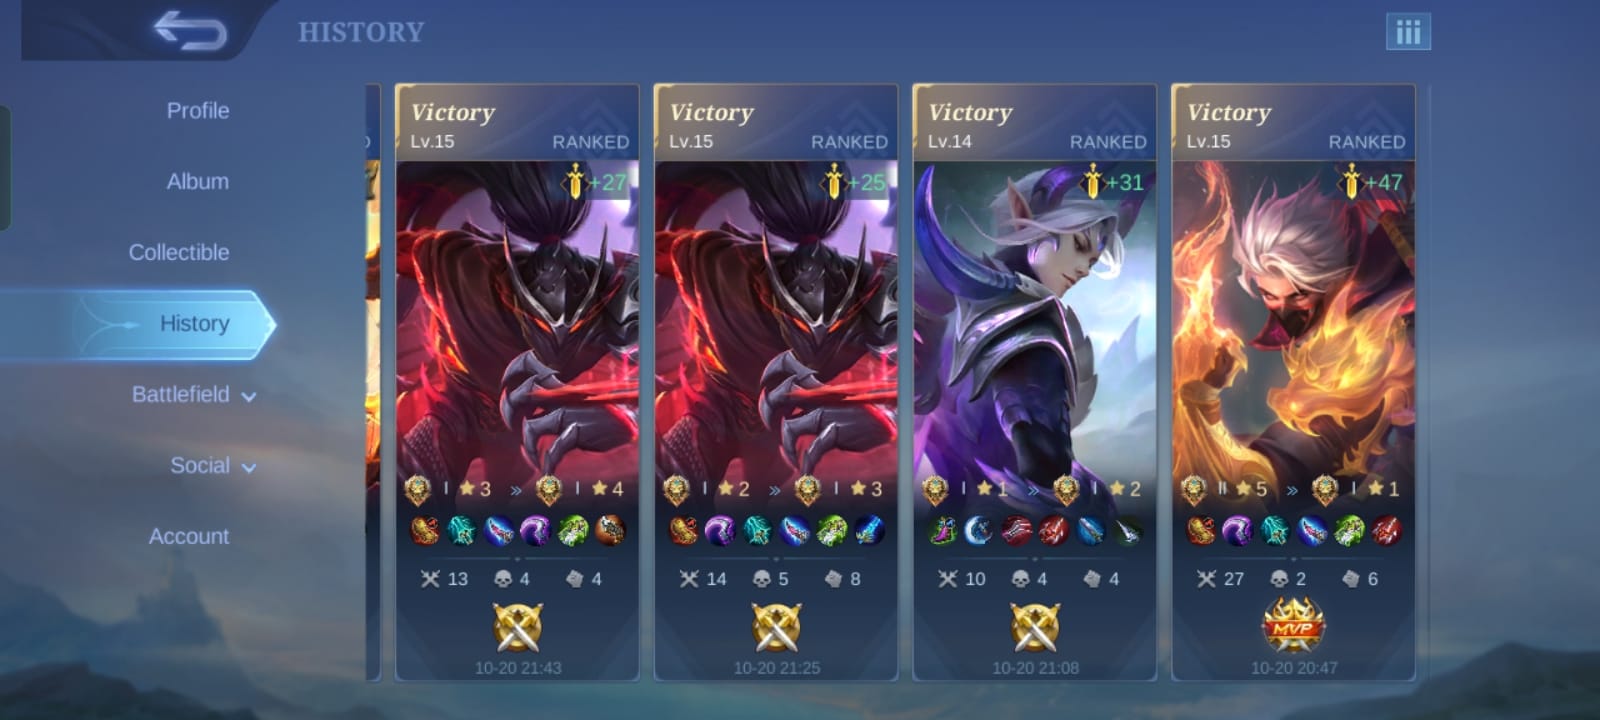 HISTORY
Profile
Album
Collectible
History
Battlefield
Social
Account
Victory
Lv.15 RANKED
+27
I 3 » I 4
13 4 4
10-20 21:43
Victory
Lv.15 RANKED
+25
I 2 » I 3
14 5 8
10-20 21:25
Victory
Lv.14 RANKED
+31
I 1 » I 2
10 4 4
10-20 21:08
Victory
Lv.15 RANKED
+47
II 5 » I 1
27 2 6
MVP
10-20 20:47